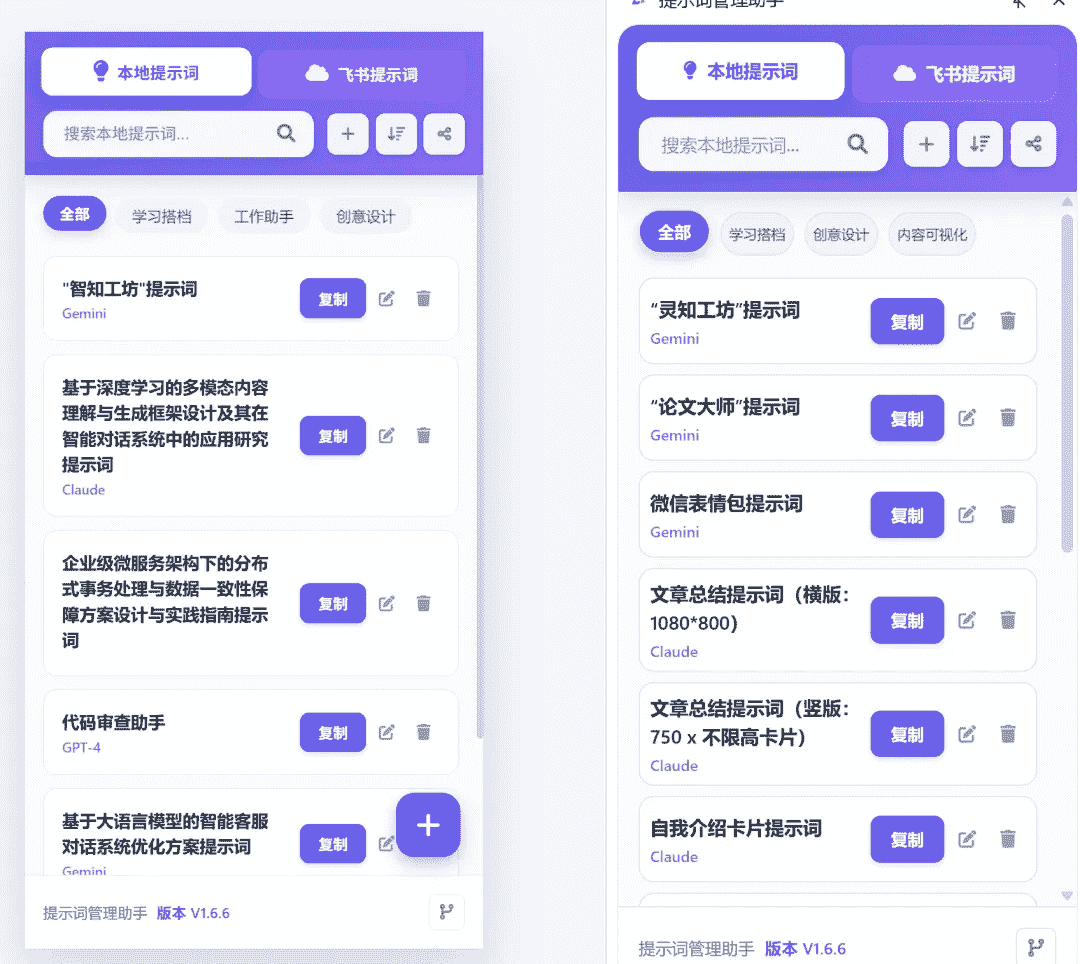 本地提示词
飞书提示词
搜索本地提示词...
全部
学习搭档
工作助手
创意设计
"智知工坊"提示词
Gemini
复制
基于深度学习的多模态内容
理解与生成框架设计及其在
智能对话系统中的应用研究
提示词
Claude
复制
企业级微服务架构下的分布
式事务处理与数据一致性保
障方案设计与实践指南提示
词
复制
代码审查助手
GPT-4
复制
基于大语言模型的智能客服
对话系统优化方案提示词
Gemini
复制
提示词管理助手 版本 V1.6.6
提示词管理助手
本地提示词
飞书提示词
搜索本地提示词...
全部
学习搭档
创意设计
内容可视化
“灵知工坊”提示词
Gemini
复制
“论文大师”提示词
Gemini
复制
微信表情包提示词
Gemini
复制
文章总结提示词（横版：
1080*800）
Claude
复制
文章总结提示词（竖版：
750 x 不限高卡片）
Claude
复制
自我介绍卡片提示词
Claude
复制
提示词管理助手 版本 V1.6.6